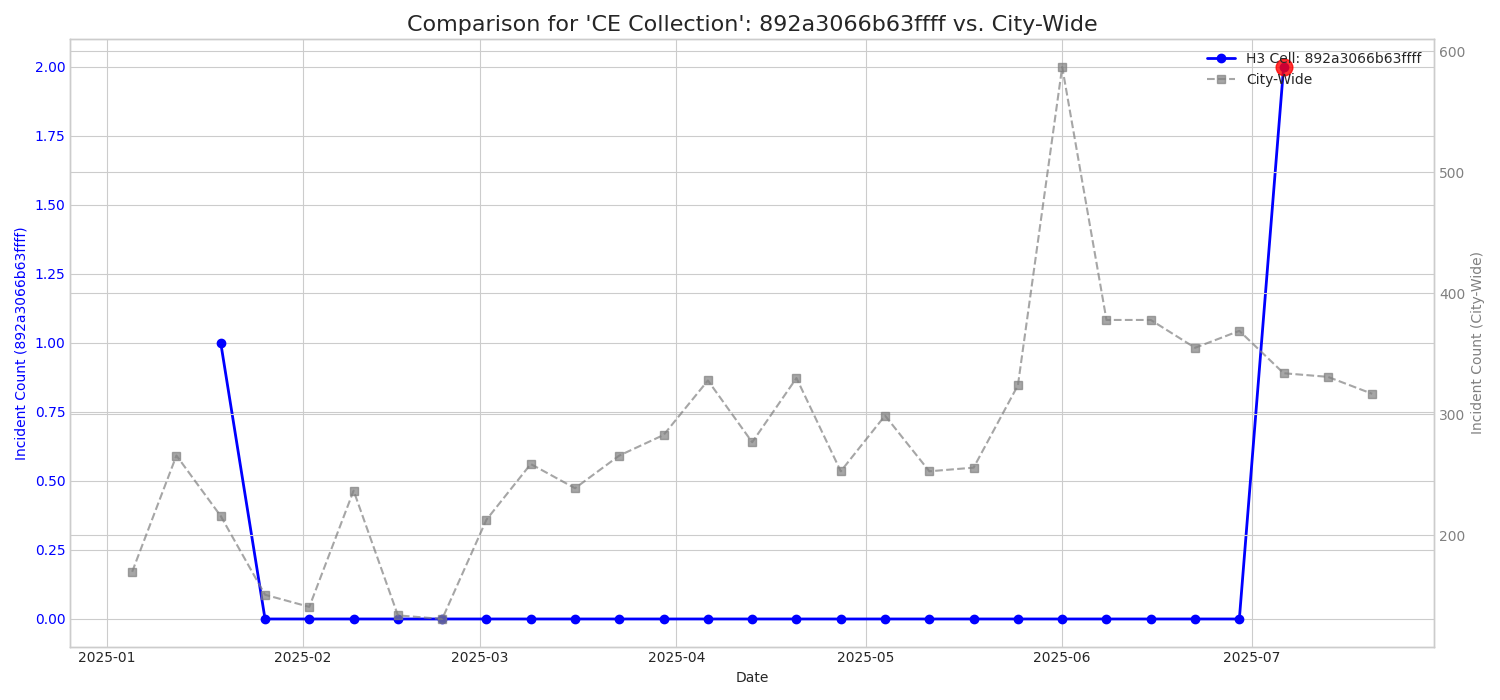 Comparison for 'CE Collection': 892a3066b63ffff vs. City-Wide
H3 Cell: 892a3066b63ffff
City-Wide
Incident Count (892a3066b63ffff)
2.00
1.75
1.50
1.25
1.00
0.75
0.50
0.25
0.00
600
500
400
300
200
Incident Count (City-Wide)
2025-01 2025-02 2025-03 2025-04 2025-05 2025-06 2025-07
Date